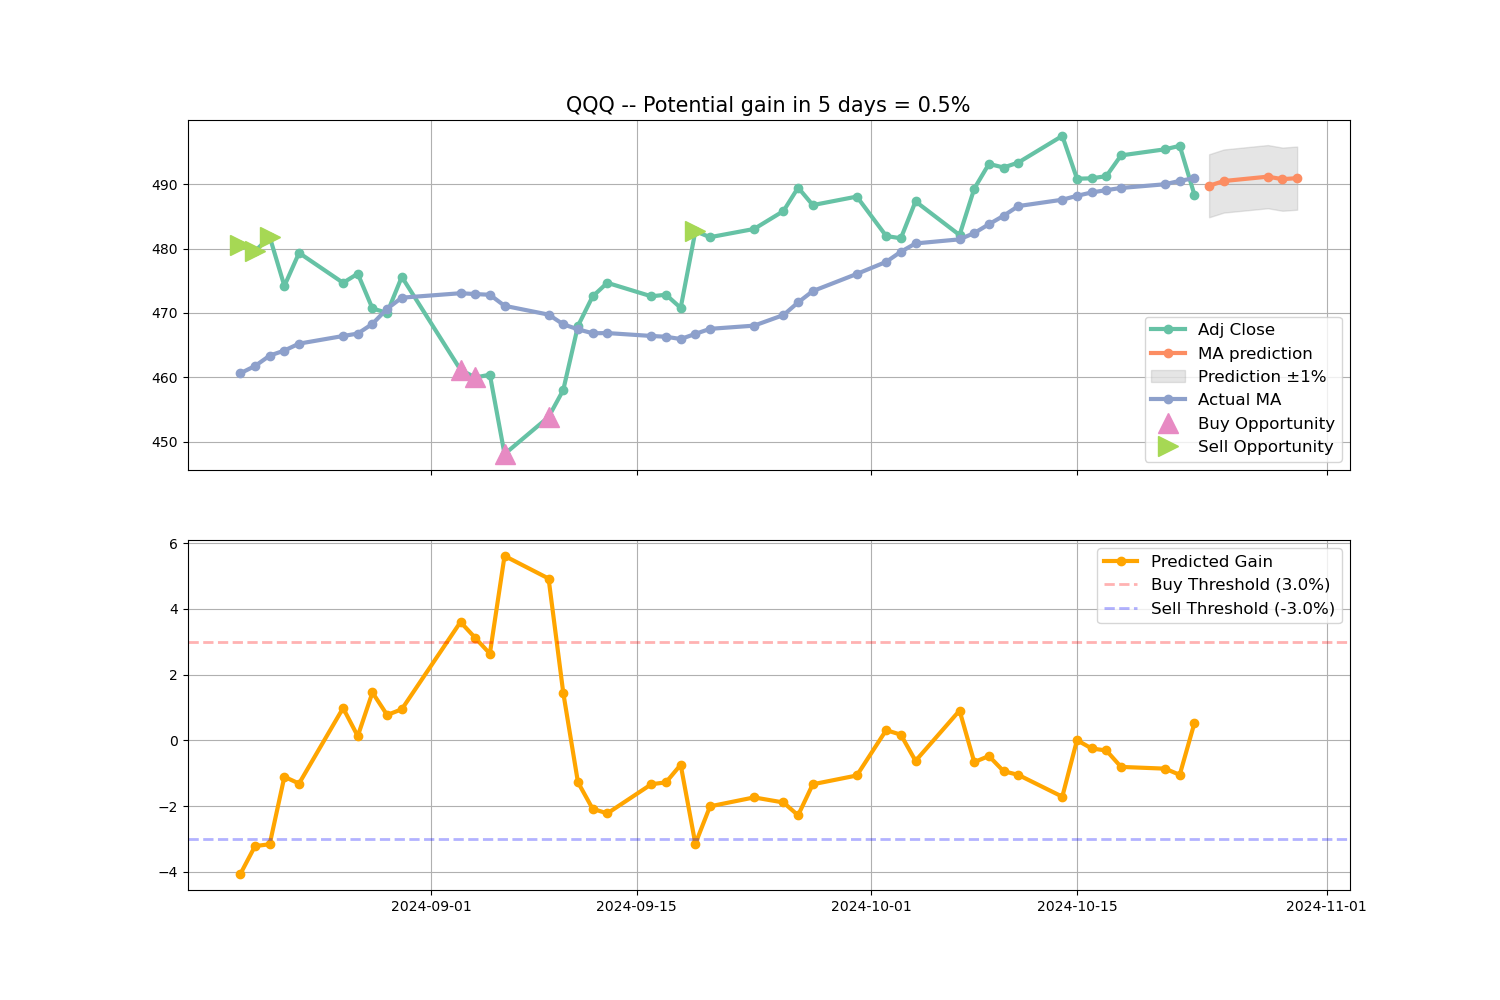 QQQ -- Potential gain in 5 days = 0.5%
490
480
470
460
450
Adj Close
MA prediction
Prediction ±1%
Actual MA
Buy Opportunity
Sell Opportunity
6
4
2
0
−2
−4
Predicted Gain
Buy Threshold (3.0%)
Sell Threshold (-3.0%)
2024-09-01
2024-09-15
2024-10-01
2024-10-15
2024-11-01